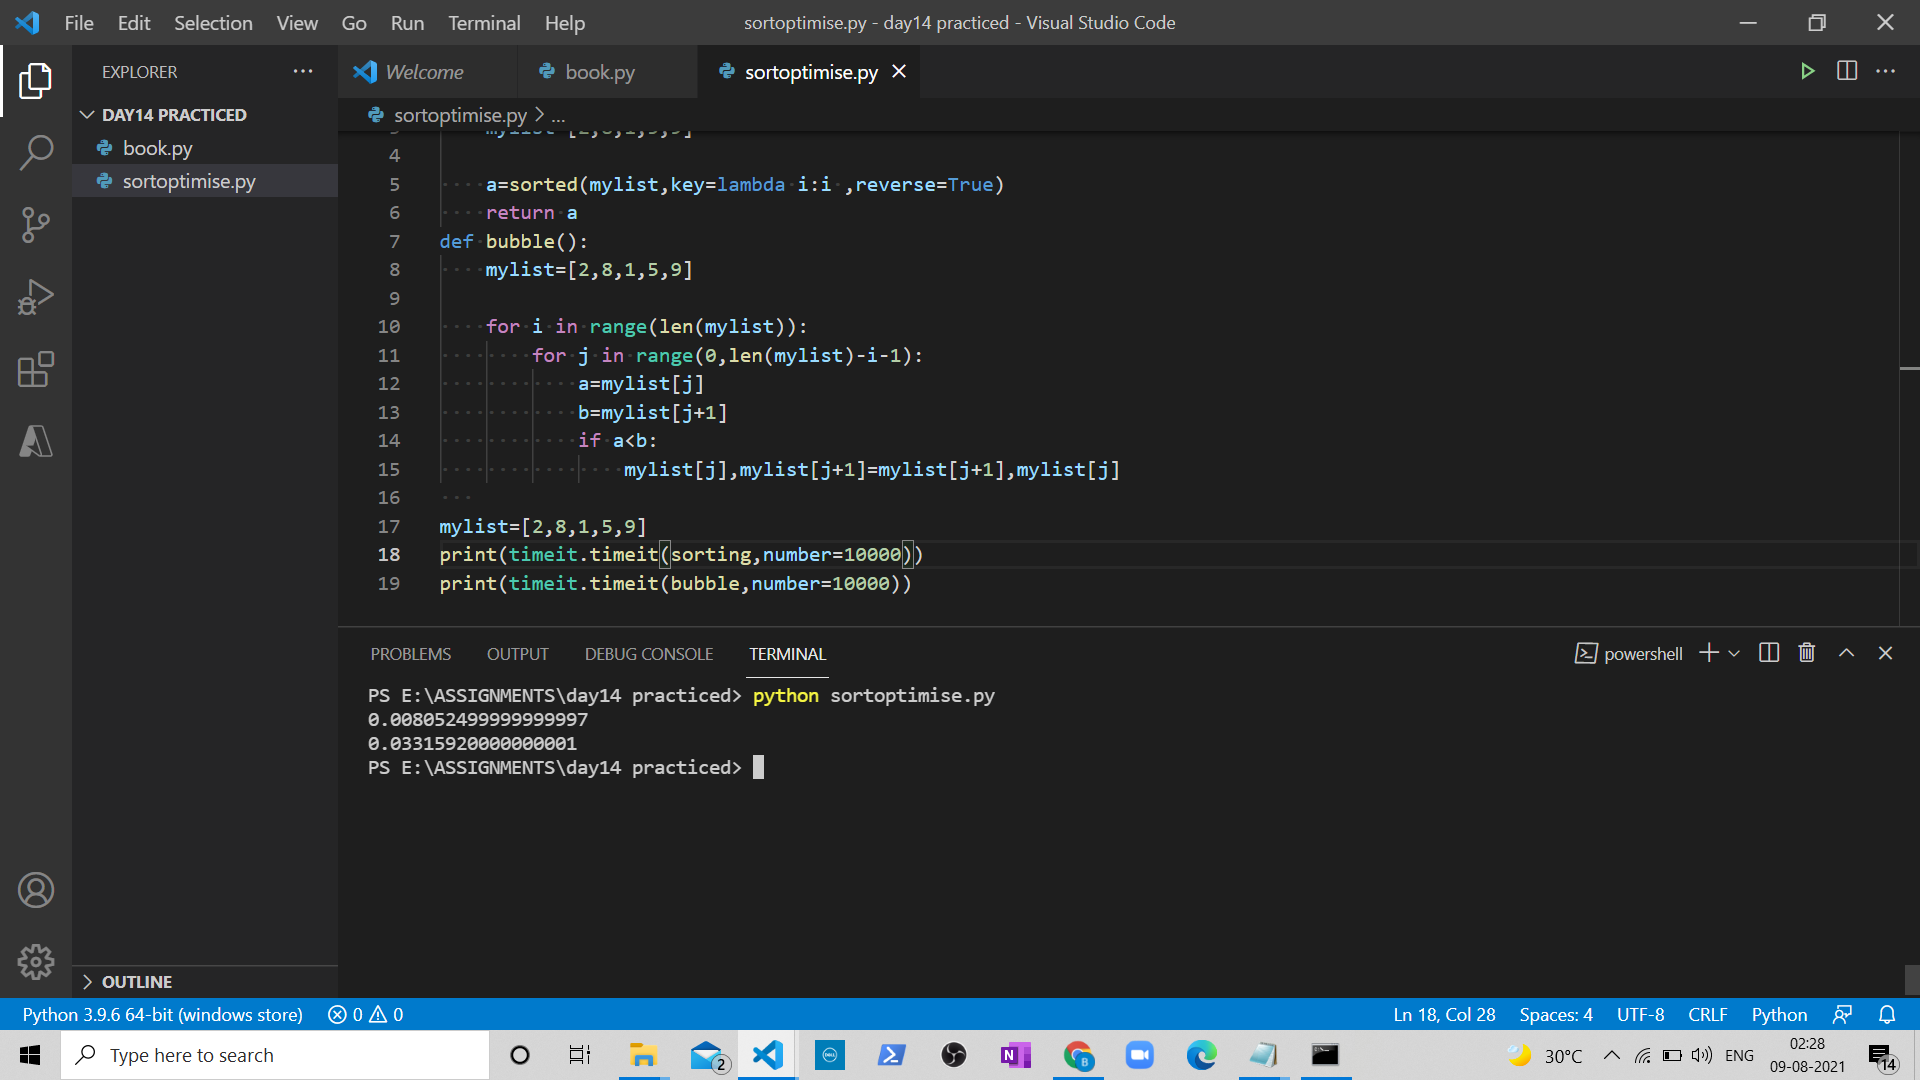 File Edit Selection View Go Run Terminal Help sortoptimise.py - day14 practiced - Visual Studio Code
EXPLORER
Welcome book.py sortoptimise.py
DAY14 PRACTICED
book.py
sortoptimise.py
sortoptimise.py > ...
4
5 a=sorted(mylist,key=lambda i:i ,reverse=True)
6 return a
7 def bubble():
8 mylist=[2,8,1,5,9]
9
10 for i in range(len(mylist)):
11 for j in range(0,len(mylist)-i-1):
12 a=mylist[j]
13 b=mylist[j+1]
14 if a<b:
15 mylist[j],mylist[j+1]=mylist[j+1],mylist[j]
16
17 mylist=[2,8,1,5,9]
18 print(timeit.timeit(sorting,number=10000))
19 print(timeit.timeit(bubble,number=10000))
PROBLEMS OUTPUT DEBUG CONSOLE TERMINAL powershell
PS E:\ASSIGNMENTS\day14 practiced> python sortoptimise.py
0.008052499999999997
0.03315920000000001
PS E:\ASSIGNMENTS\day14 practiced>
OUTLINE
Python 3.9.6 64-bit (windows store) 0 0 Ln 18, Col 28 Spaces: 4 UTF-8 CRLF Python
Type here to search 2 DELL N B 30°C ENG 02:28
09-08-2021 14